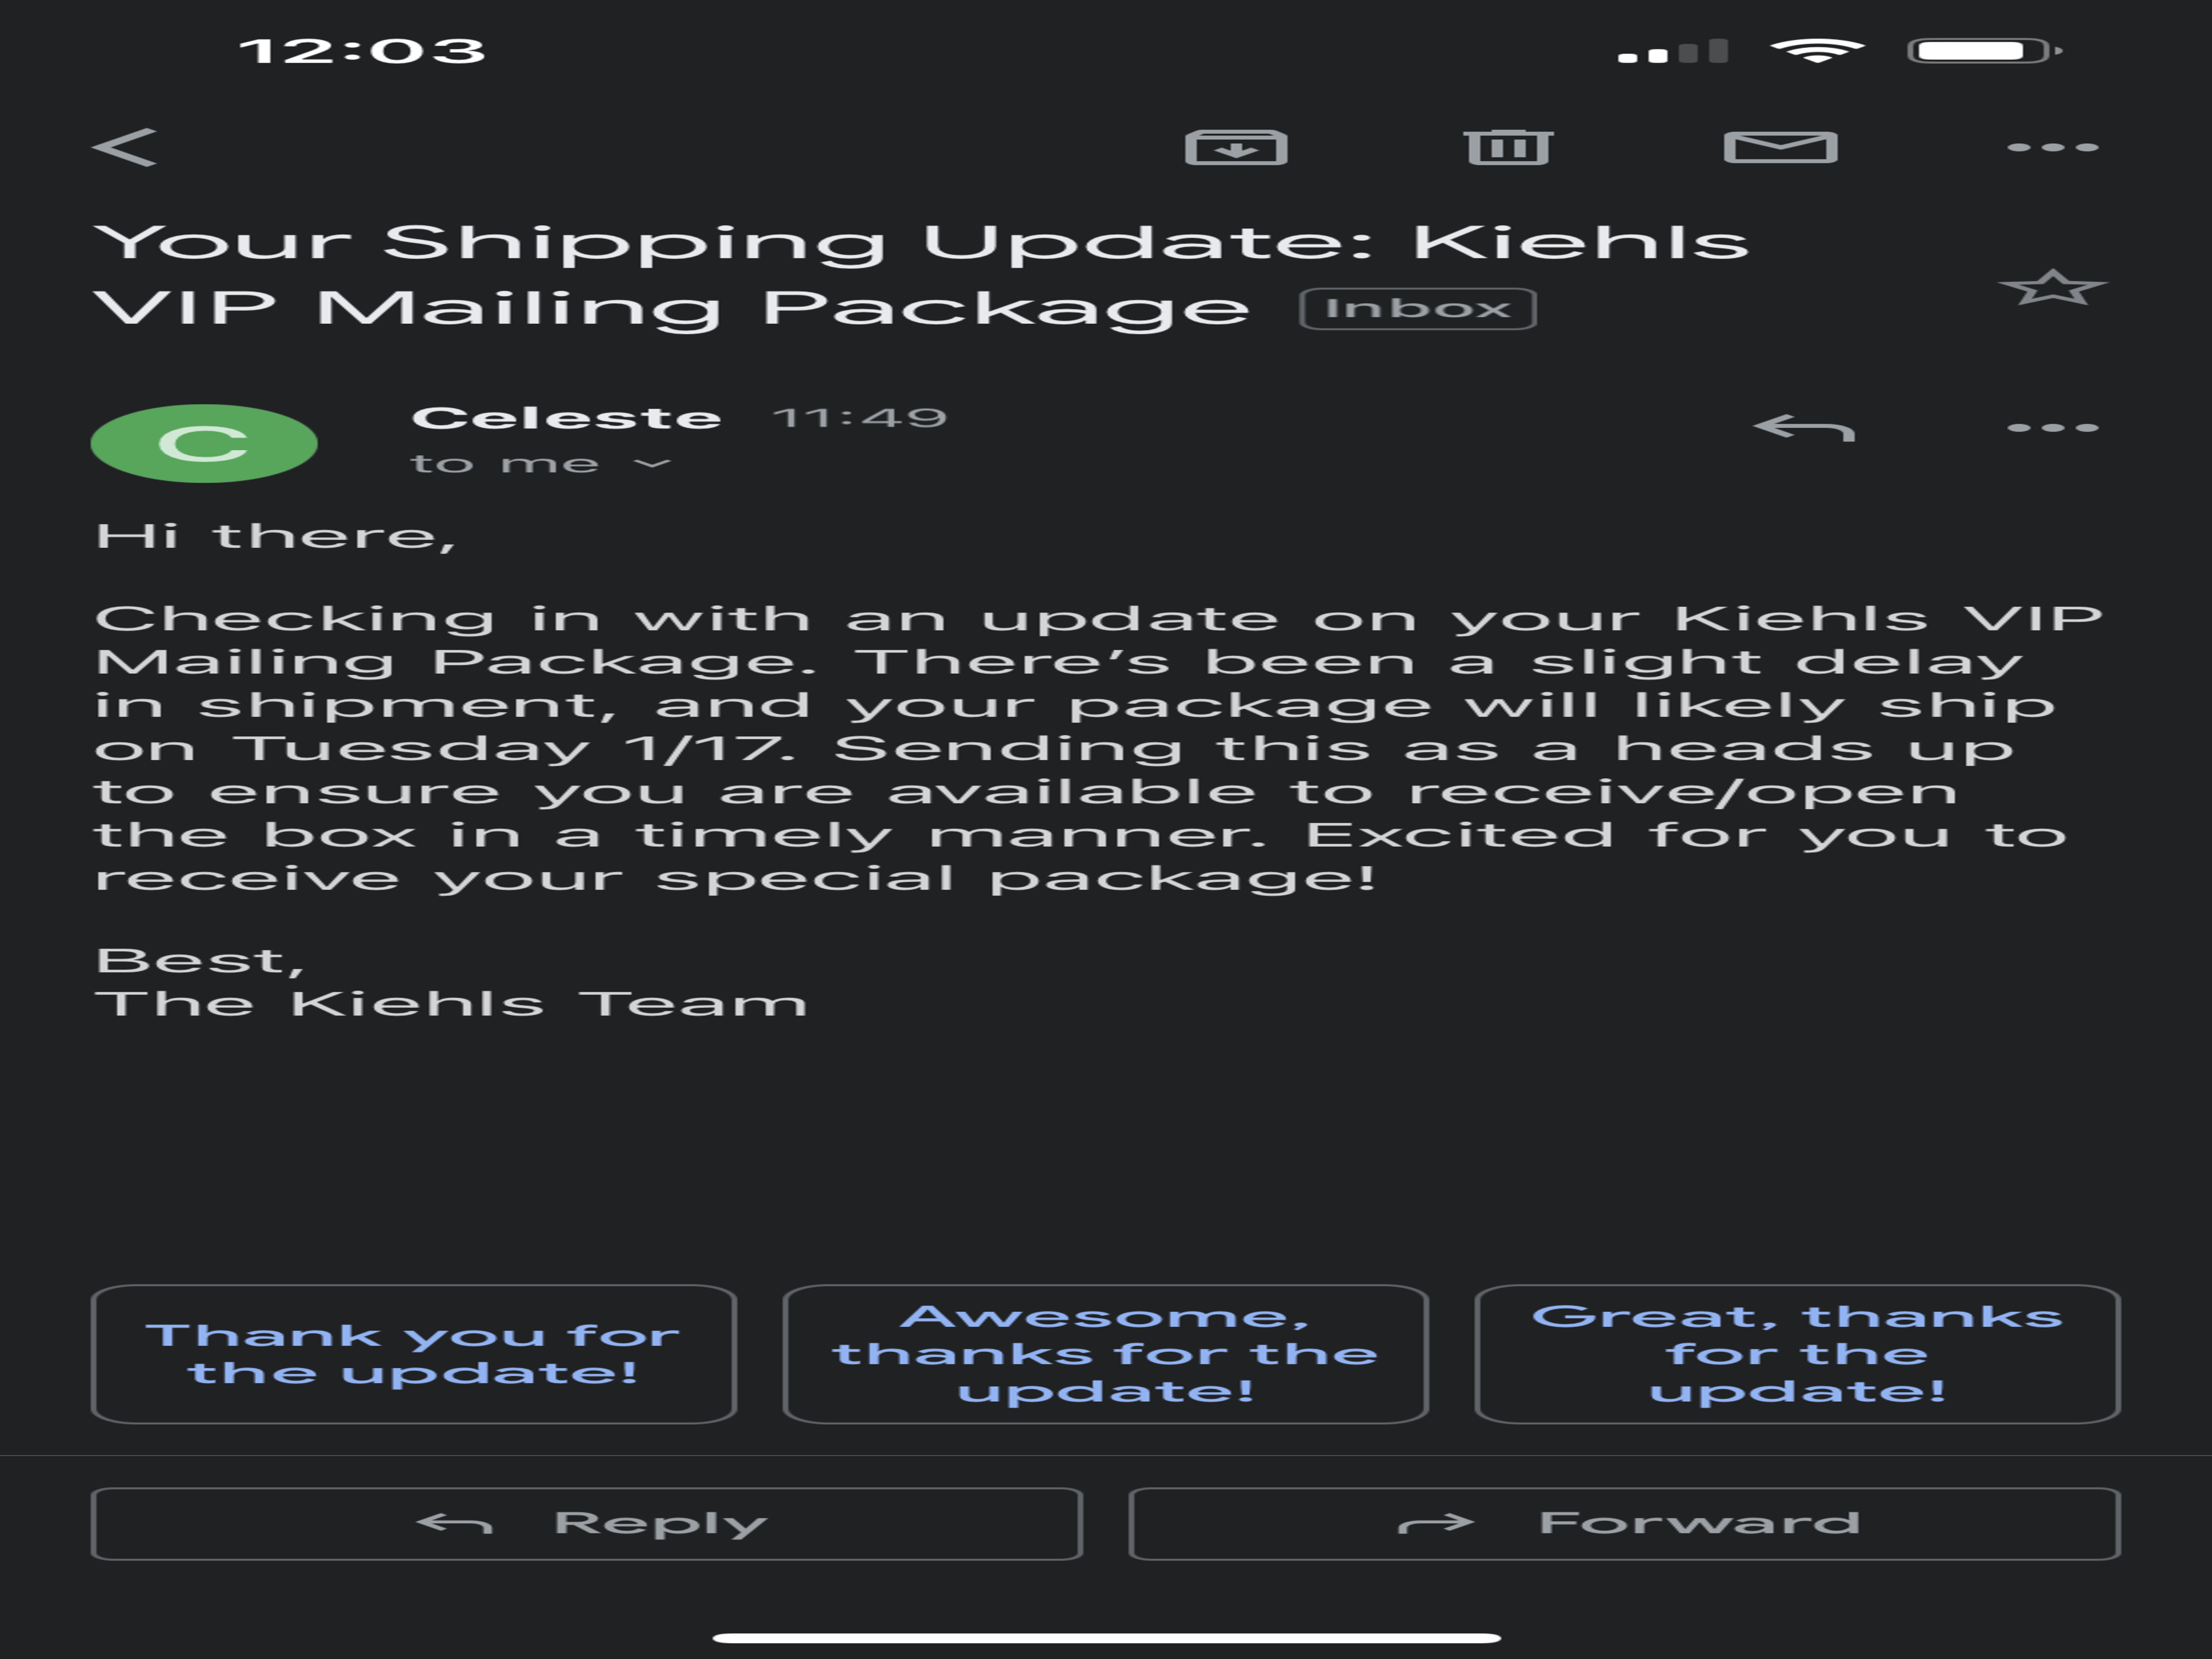 12:03
Your Shipping Update: Kiehls
VIP Mailing Package Inbox
C
Celeste 11:49
to me
Hi there,
Checking in with an update on your Kiehls VIP
Mailing Package. There’s been a slight delay
in shipment, and your package will likely ship
on Tuesday 1/17. Sending this as a heads up
to ensure you are available to receive/open
the box in a timely manner. Excited for you to
receive your special package!
Best,
The Kiehls Team
Thank you for
the update!
Awesome,
thanks for the
update!
Great, thanks
for the
update!
Reply
Forward